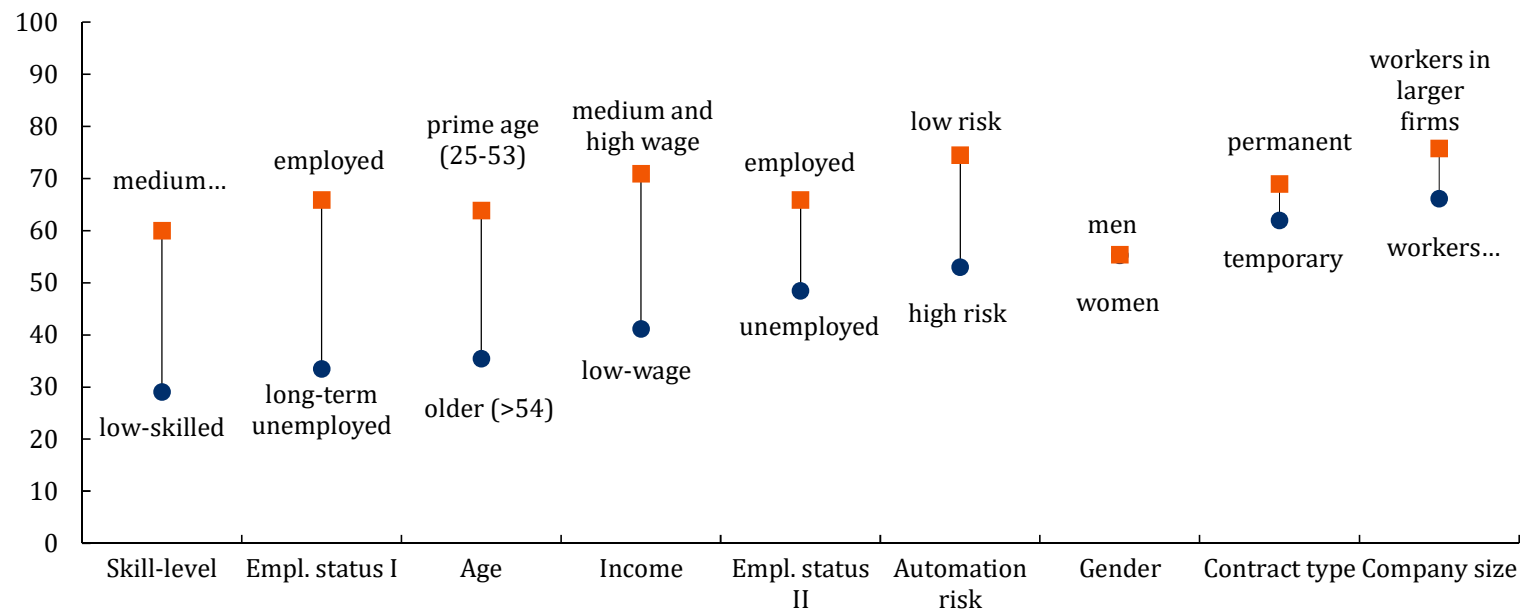 100
90
80
70
60
50
40
30
20
10
0
medium…
low-skilled
employed
long-term
unemployed
prime age
(25-53)
older (>54)
medium and
high wage
low-wage
employed
unemployed
low risk
high risk
men
women
permanent
temporary
workers in
larger
firms
workers…
Skill-level
Empl. status I
Age
Income
Empl. status
II
Automation
risk
Gender
Contract type
Company size